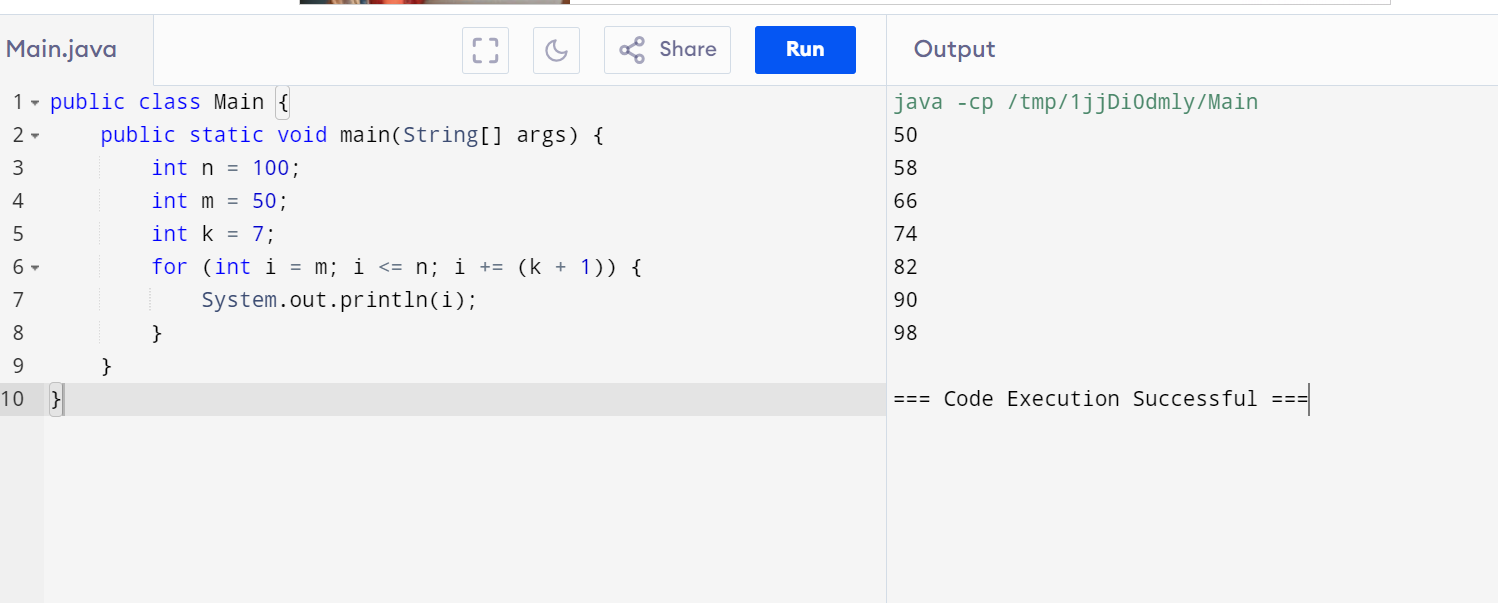 Main.java
Share
Run
Output
1 public class Main {
2     public static void main(String[] args) {
3         int n = 100;
4         int m = 50;
5         int k = 7;
6         for (int i = m; i <= n; i += (k + 1)) {
7             System.out.println(i);
8         }
9     }
10 }
java -cp /tmp/1jjDiOdmly/Main
50
58
66
74
82
90
98
=== Code Execution Successful ===